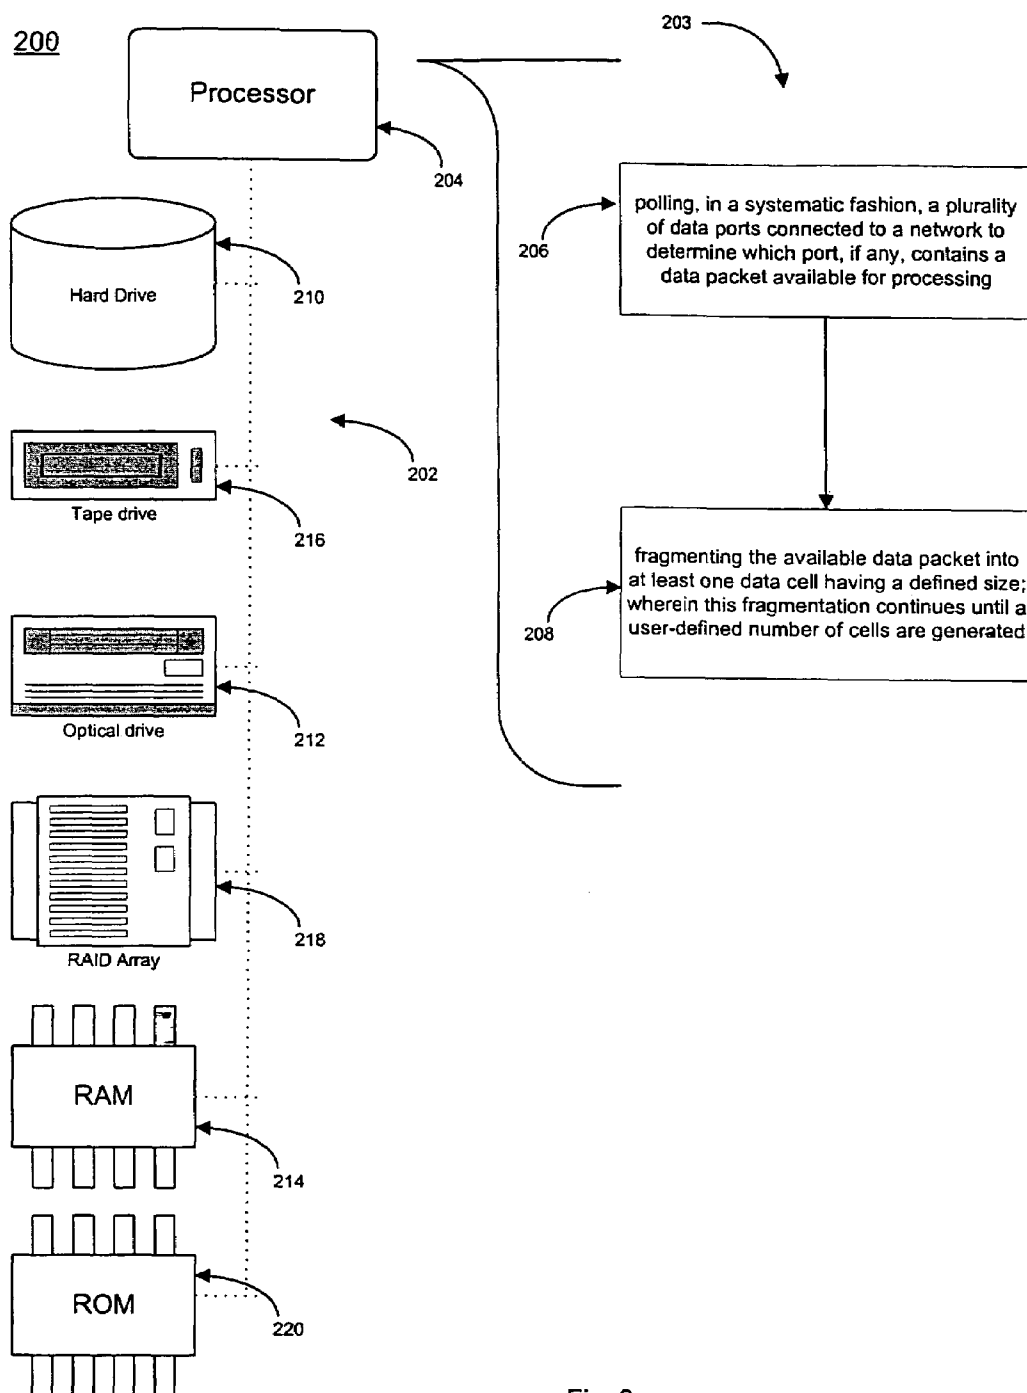 200
203
Processor
204
polling, in a systematic fashion, a plurality
of data ports connected to a network to
determine which port, if any, contains a
data packet available for processing
206
Hard Drive
210
202
Tape drive
216
fragmenting the available data packet into
at least one data cell having a defined size;
wherein this fragmentation continues until a
user-defined number of cells are generated
208
Optical drive
212
RAID Array
218
RAM
214
ROM
220